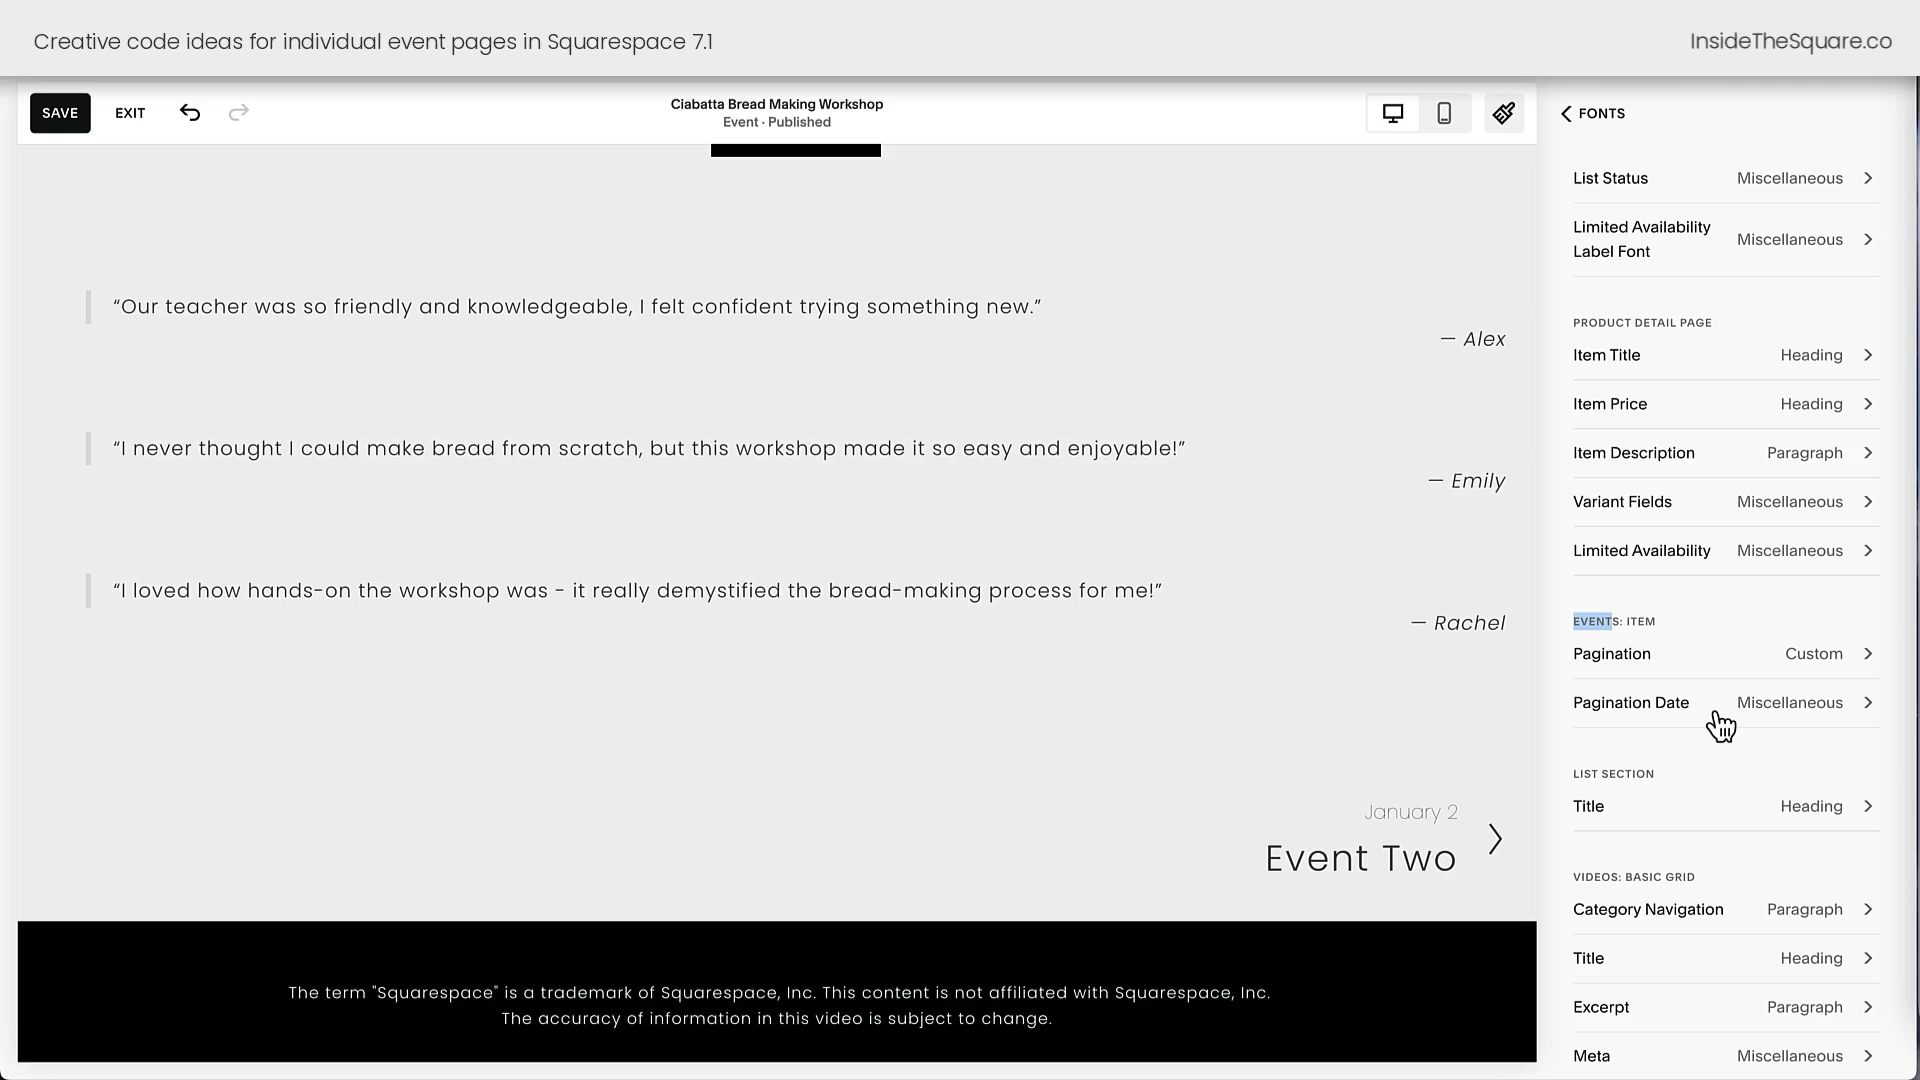 Creative code ideas for individual event pages in Squarespace 7.1
InsideTheSquare.co
SAVE
EXIT
Ciabatta Bread Making Workshop
Event · Published
“Our teacher was so friendly and knowledgeable, I felt confident trying something new.”
— Alex
“I never thought I could make bread from scratch, but this workshop made it so easy and enjoyable!”
— Emily
“I loved how hands-on the workshop was - it really demystified the bread-making process for me!”
— Rachel
January 2
Event Two
The term "Squarespace" is a trademark of Squarespace, Inc. This content is not affiliated with Squarespace, Inc.
The accuracy of information in this video is subject to change.
FONTS
List Status Miscellaneous
Limited Availability
Label Font Miscellaneous
PRODUCT DETAIL PAGE
Item Title Heading
Item Price Heading
Item Description Paragraph
Variant Fields Miscellaneous
Limited Availability Miscellaneous
EVENTS: ITEM
Pagination Custom
Pagination Date Miscellaneous
LIST SECTION
Title Heading
VIDEOS: BASIC GRID
Category Navigation Paragraph
Title Heading
Excerpt Paragraph
Meta Miscellaneous